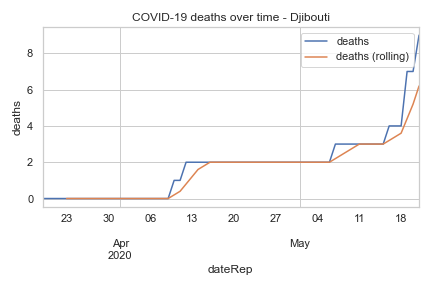 COVID-19 deaths over time - Djibouti
deaths
deaths (rolling)
deaths
8
6
4
2
0
23 30 06 13 20 27 04 11 18
Apr May
2020
dateRep